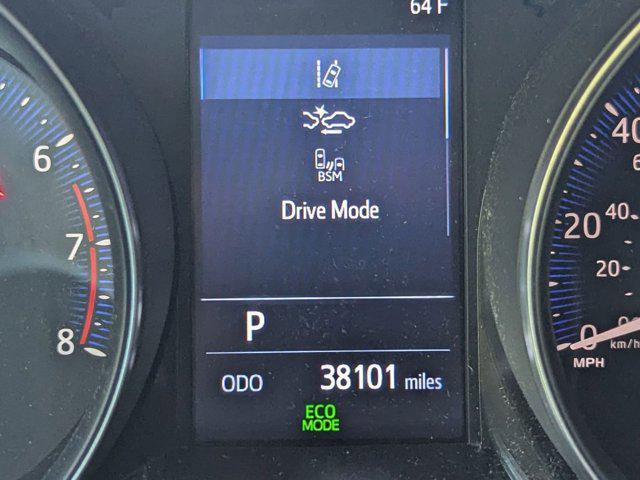 64 F
BSM
Drive Mode
P
ODO 38101 miles
ECO
MODE
6
7
8
40
20
0
40
20
km/h
MPH